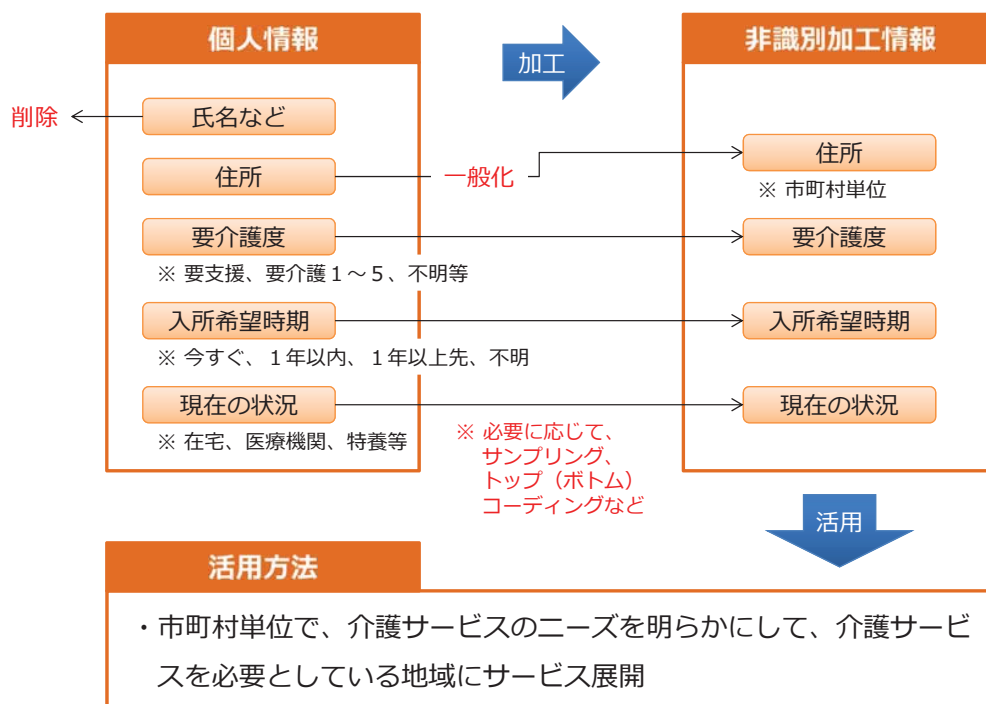 個人情報
加工
非識別加工情報
削除
氏名など
住所
一般化
住所
※ 市町村単位
要介護度
要介護度
※ 要支援、要介護１～５、不明等
入所希望時期
入所希望時期
※ 今すぐ、１年以内、１年以上先、不明
現在の状況
現在の状況
※ 在宅、医療機関、特養等
※ 必要に応じて、
サンプリング、
トップ（ボトム）
コーディングなど
活用
活用方法
・市町村単位で、介護サービスのニーズを明らかにして、介護サービ
スを必要としている地域にサービス展開